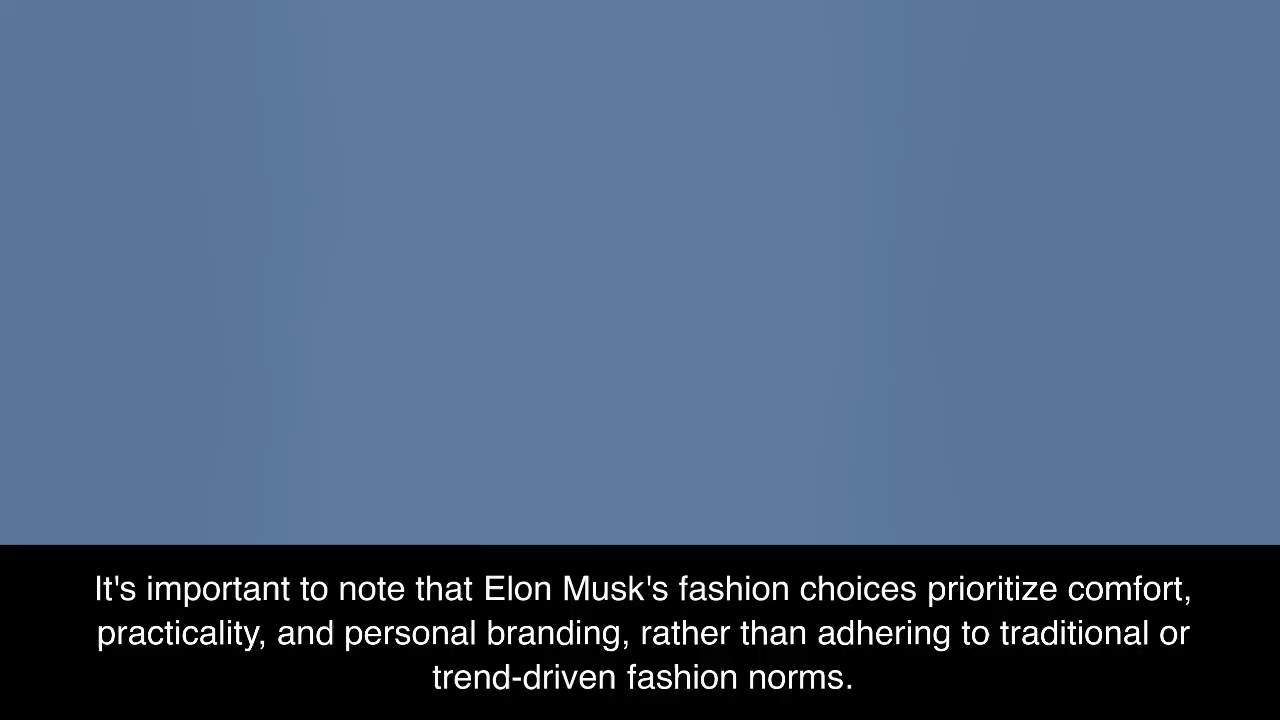 It's important to note that Elon Musk's fashion choices prioritize comfort,
practicality, and personal branding, rather than adhering to traditional or
trend-driven fashion norms.